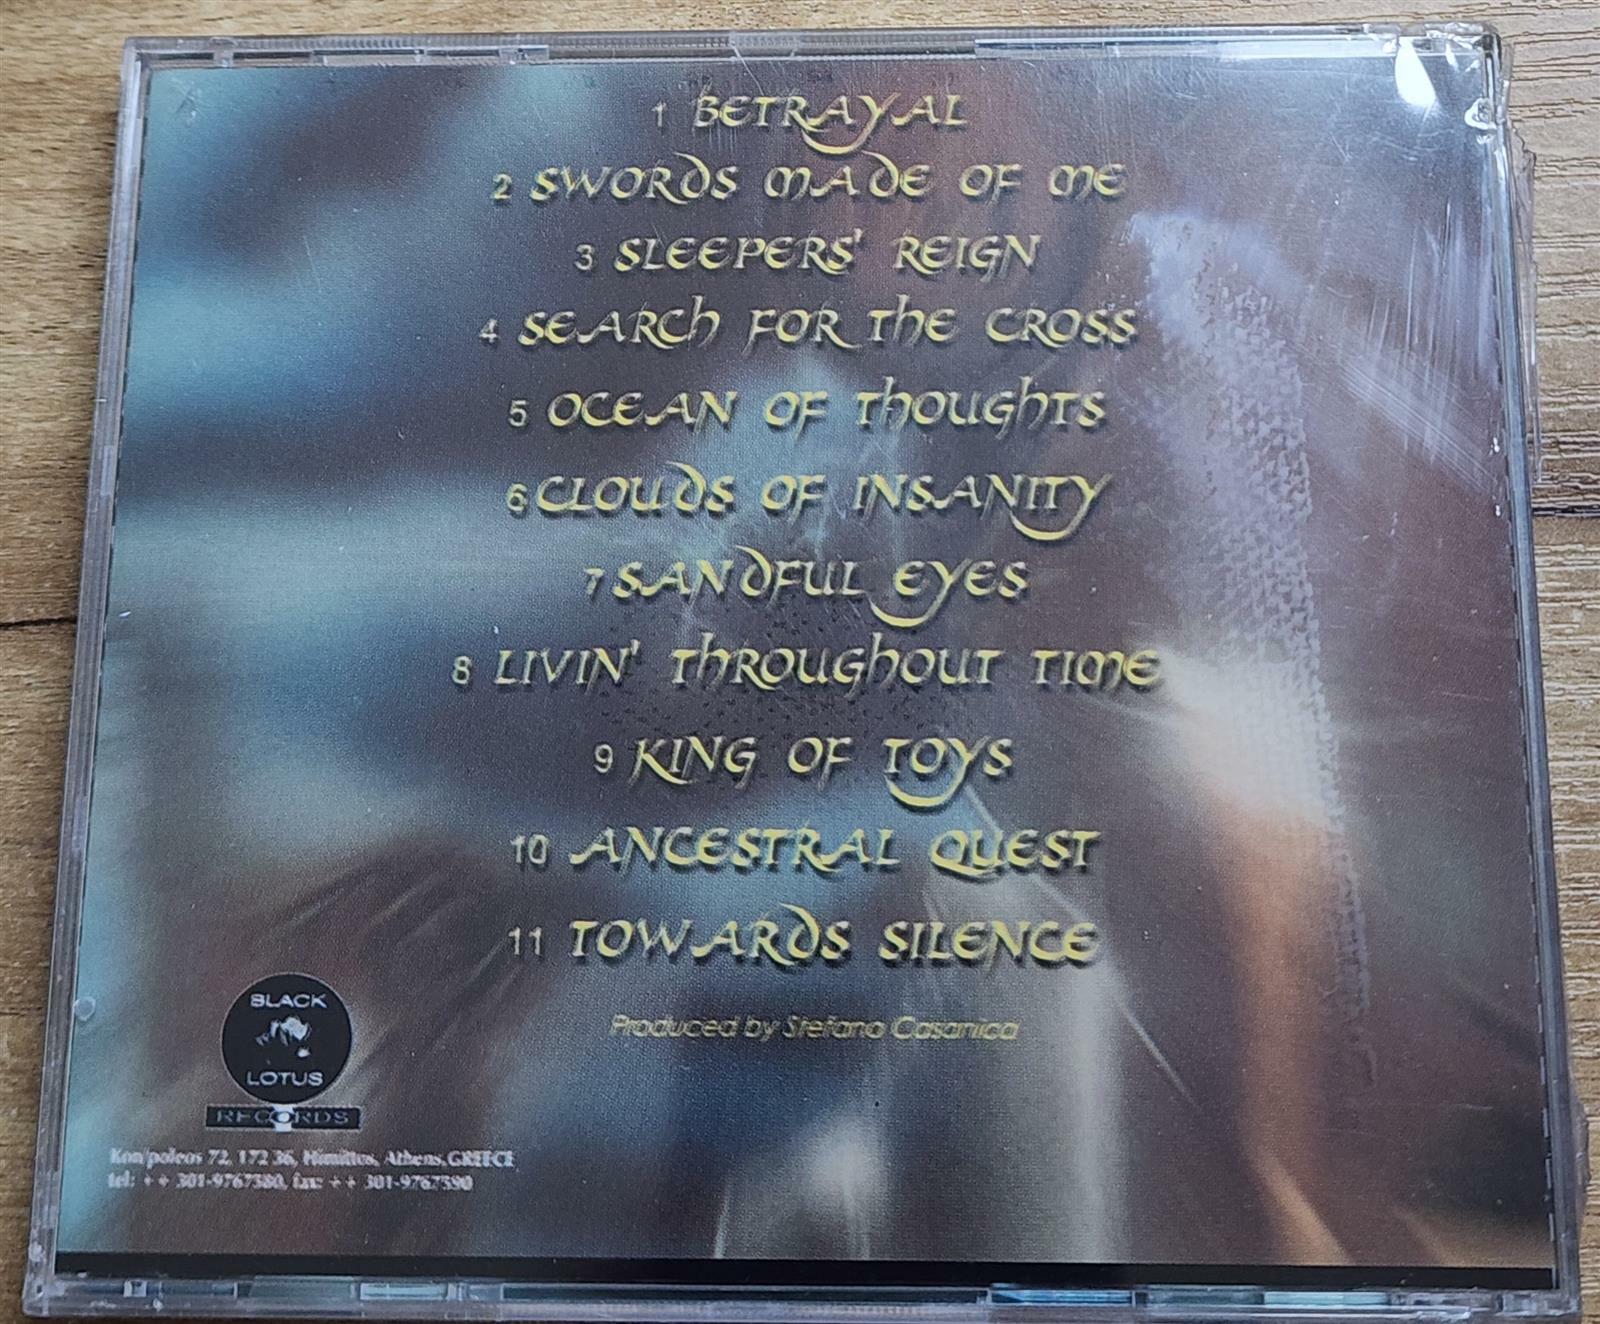 1 BETRAYAL
2 SWORDS MADE OF ME
3 SLEEPERS' REIGN
4 SEARCH FOR THE CROSS
5 OCEAN OF THOUGHTS
6 CLOUDS OF INSANITY
7 SANDFUL EYES
8 LIVIN' THROUGHOUT TIME
9 KING OF TOYS
10 ANCESTRAL QUEST
11 TOWARDS SILENCE
Produced by Stefano Casanica
BLACK
LOTUS
RECORDS
72, 172 36, Himittos, Athens, GREECE
tel: ++ 301-9767380, fax: ++ 301-9767390